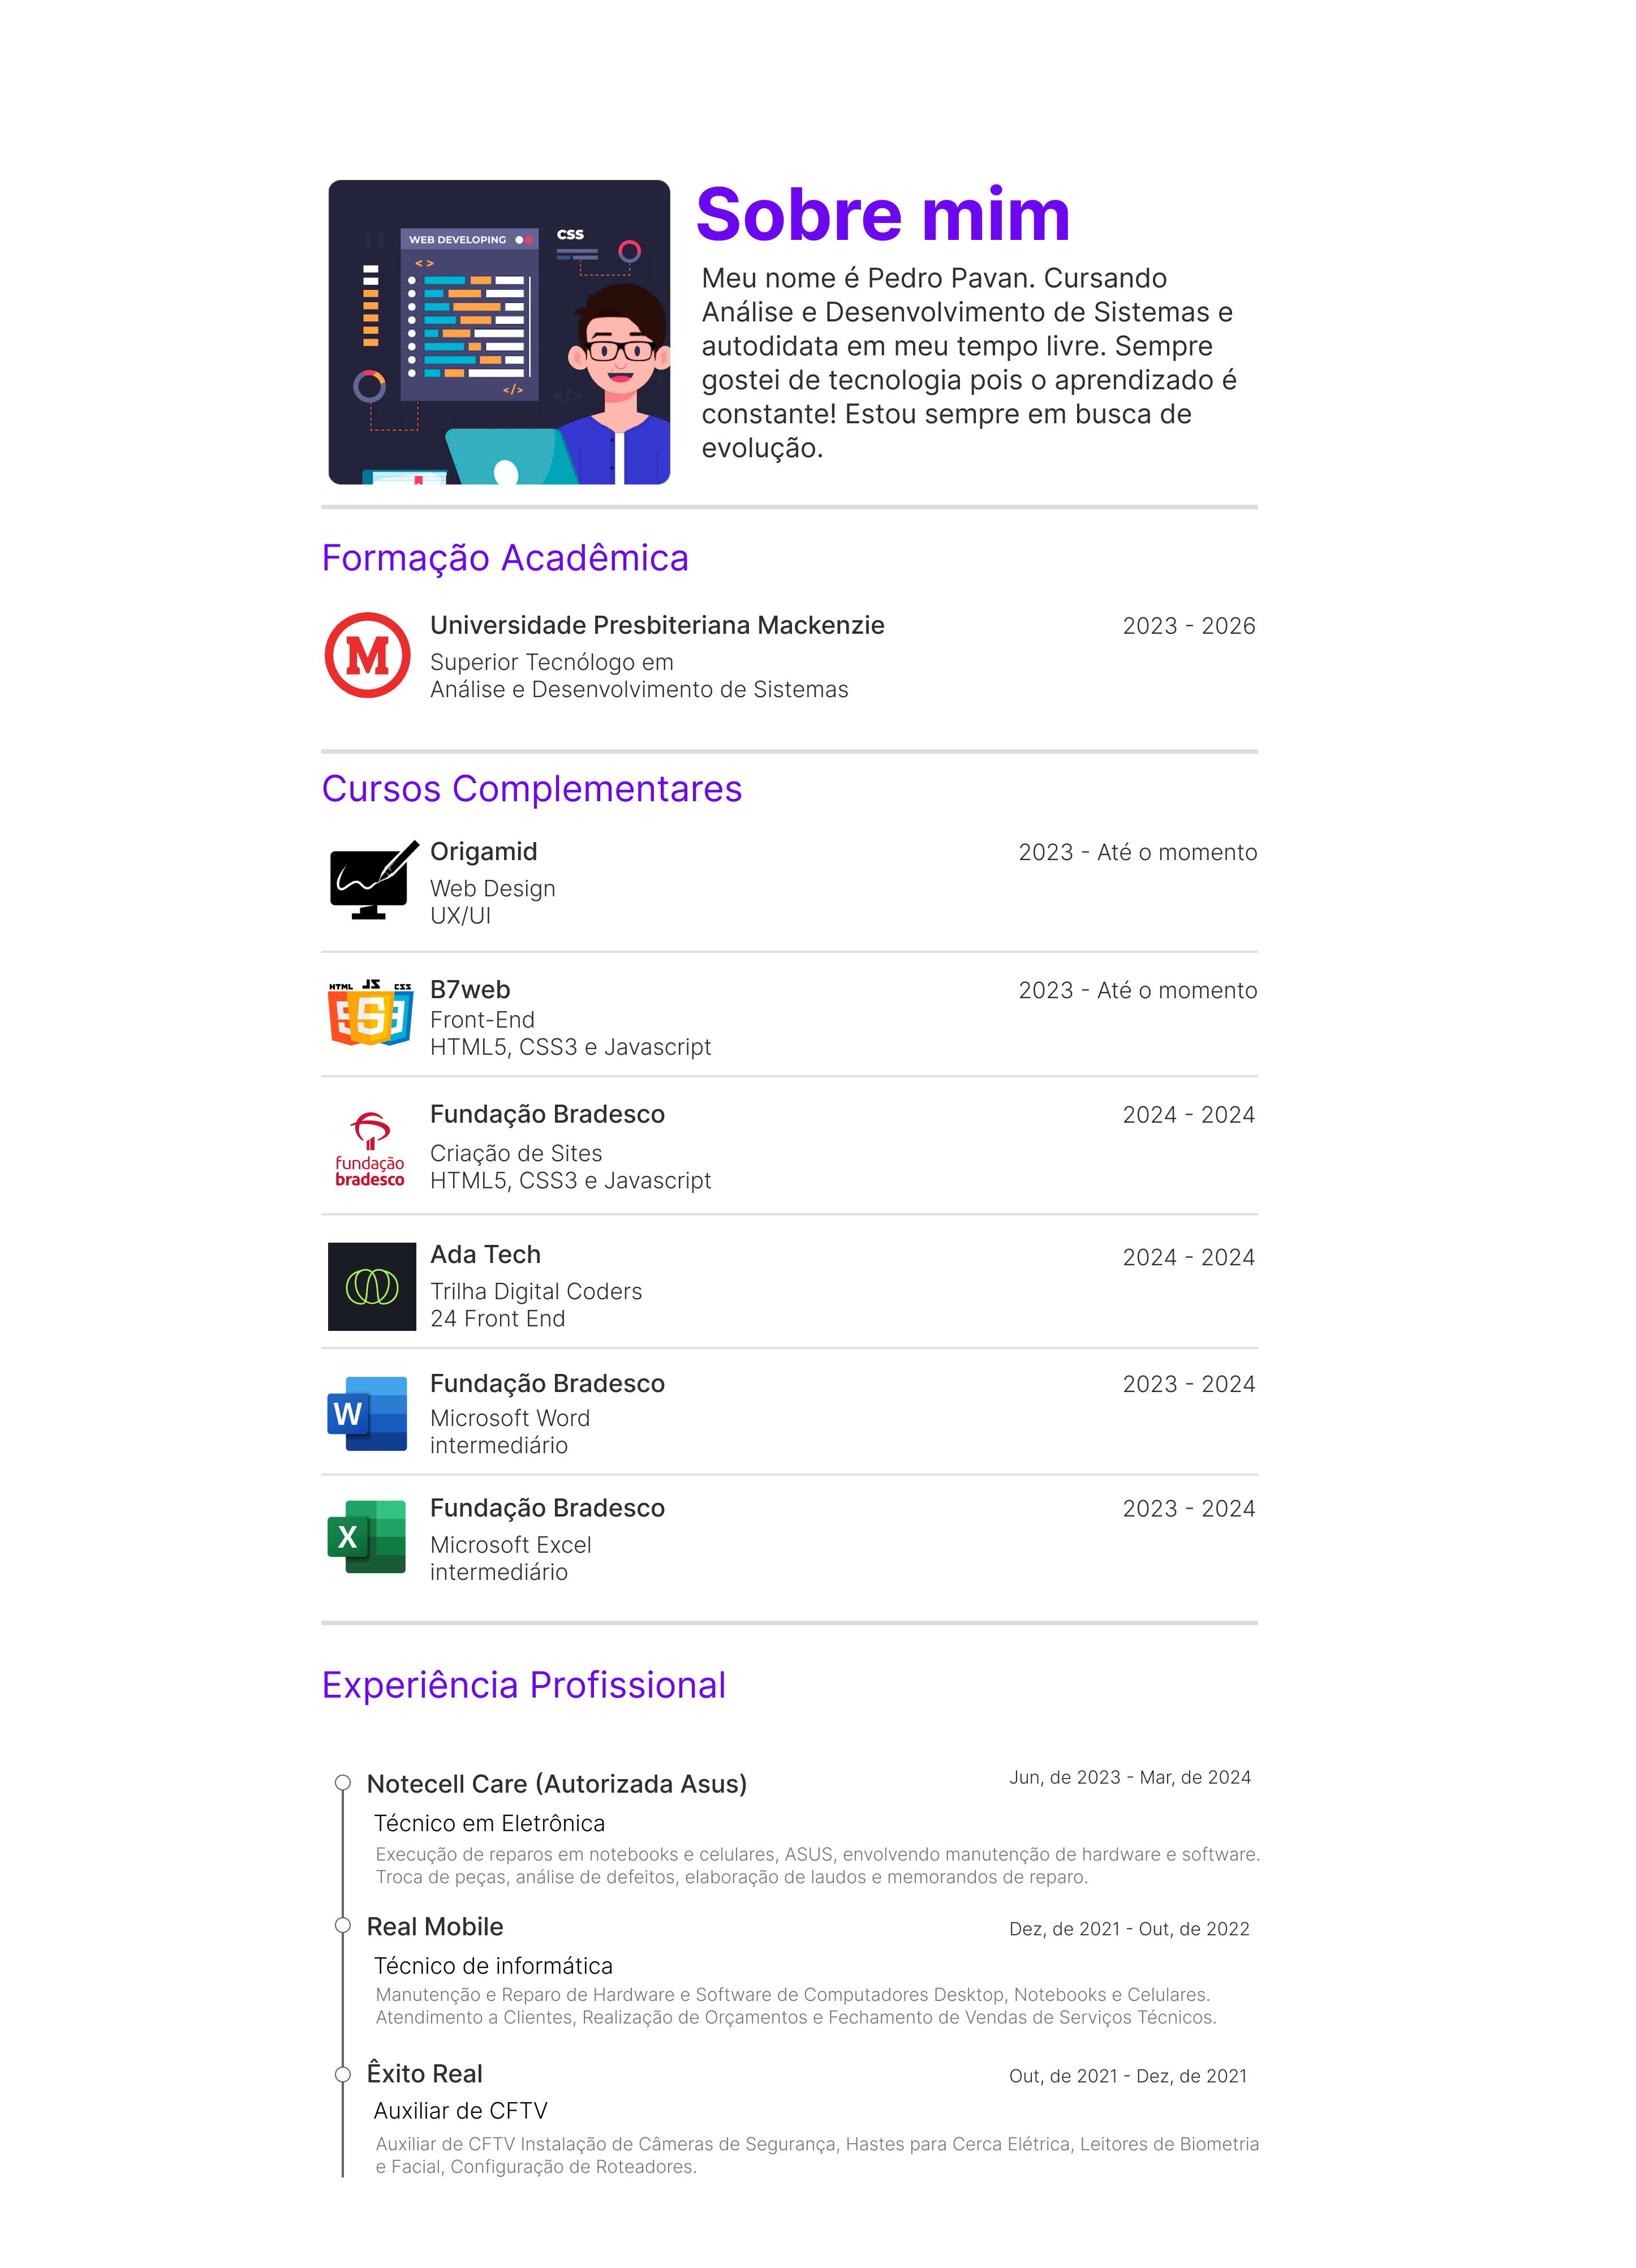 Sobre mim
Meu nome é Pedro Pavan. Cursando
Análise e Desenvolvimento de Sistemas e
autodidata em meu tempo livre. Sempre
gostei de tecnologia pois o aprendizado é
constante! Estou sempre em busca de
evolução.
WEB DEVELOPING
CSS
< >
</>
</>
Formação Acadêmica
M
Universidade Presbiteriana Mackenzie
2023 - 2026
Superior Tecnólogo em
Análise e Desenvolvimento de Sistemas
Cursos Complementares
Origamid
2023 - Até o momento
Web Design
UX/UI
HTML JS CSS
5 S 3
B7web
2023 - Até o momento
Front-End
HTML5, CSS3 e Javascript
fundação
bradesco
Fundação Bradesco
2024 - 2024
Criação de Sites
HTML5, CSS3 e Javascript
Ada Tech
2024 - 2024
Trilha Digital Coders
24 Front End
W
Fundação Bradesco
2023 - 2024
Microsoft Word
intermediário
X
Fundação Bradesco
2023 - 2024
Microsoft Excel
intermediário
Experiência Profissional
Notecell Care (Autorizada Asus)
Jun, de 2023 - Mar, de 2024
Técnico em Eletrônica
Execução de reparos em notebooks e celulares, ASUS, envolvendo manutenção de hardware e software.
Troca de peças, análise de defeitos, elaboração de laudos e memorandos de reparo.
Real Mobile
Dez, de 2021 - Out, de 2022
Técnico de informática
Manutenção e Reparo de Hardware e Software de Computadores Desktop, Notebooks e Celulares.
Atendimento a Clientes, Realização de Orçamentos e Fechamento de Vendas de Serviços Técnicos.
Êxito Real
Out, de 2021 - Dez, de 2021
Auxiliar de CFTV
Auxiliar de CFTV Instalação de Câmeras de Segurança, Hastes para Cerca Elétrica, Leitores de Biometria
e Facial, Configuração de Roteadores.